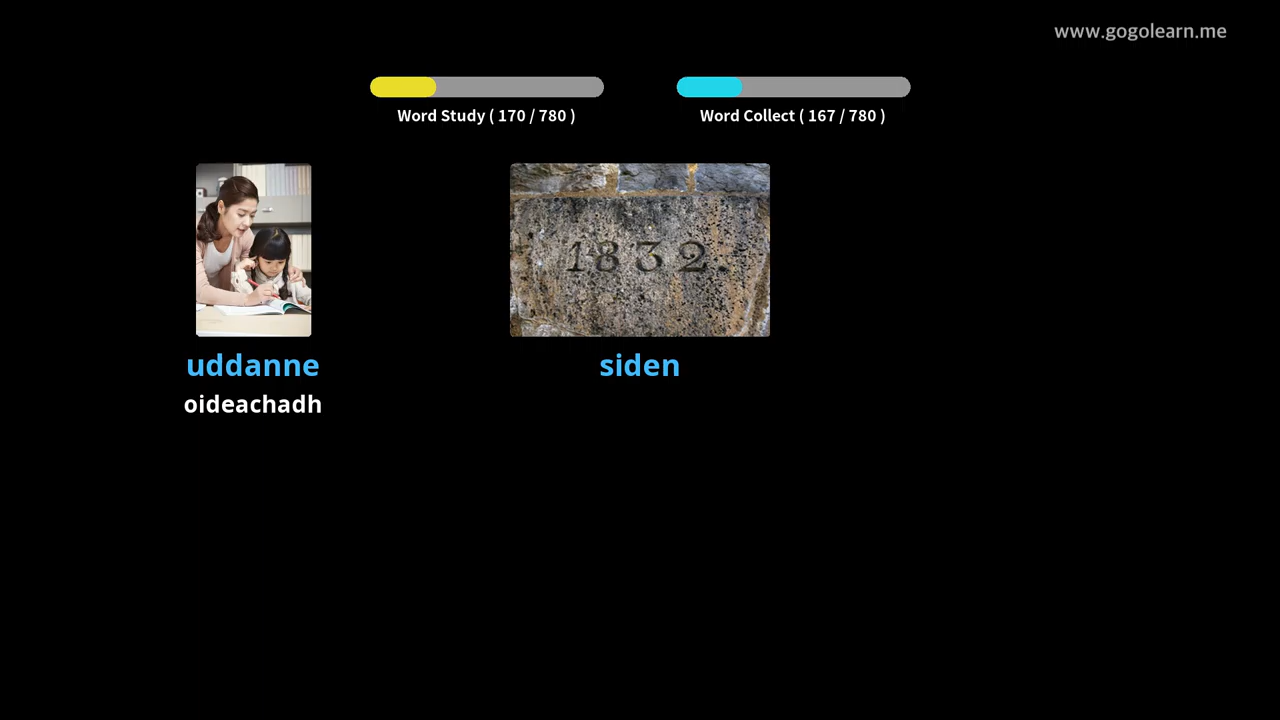 www.gogolearn.me
Word Study ( 170 / 780 )
Word Collect ( 167 / 780 )
1832.
uddanne
siden
oideachadh